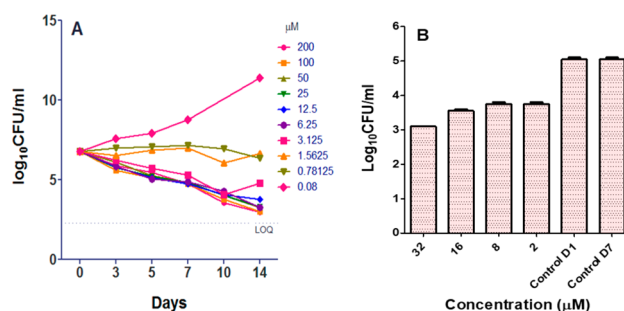 A
μM
200
100
50
25
12.5
6.25
3.125
1.5625
0.78125
0.08
log10CFU/ml
15
10
5
0
LOQ
0 3 5 7 10 14
Days
B
Log10CFU/ml
6
5
4
3
2
1
0
32 16 8 2 Control D1 Control D7
Concentration (μM)